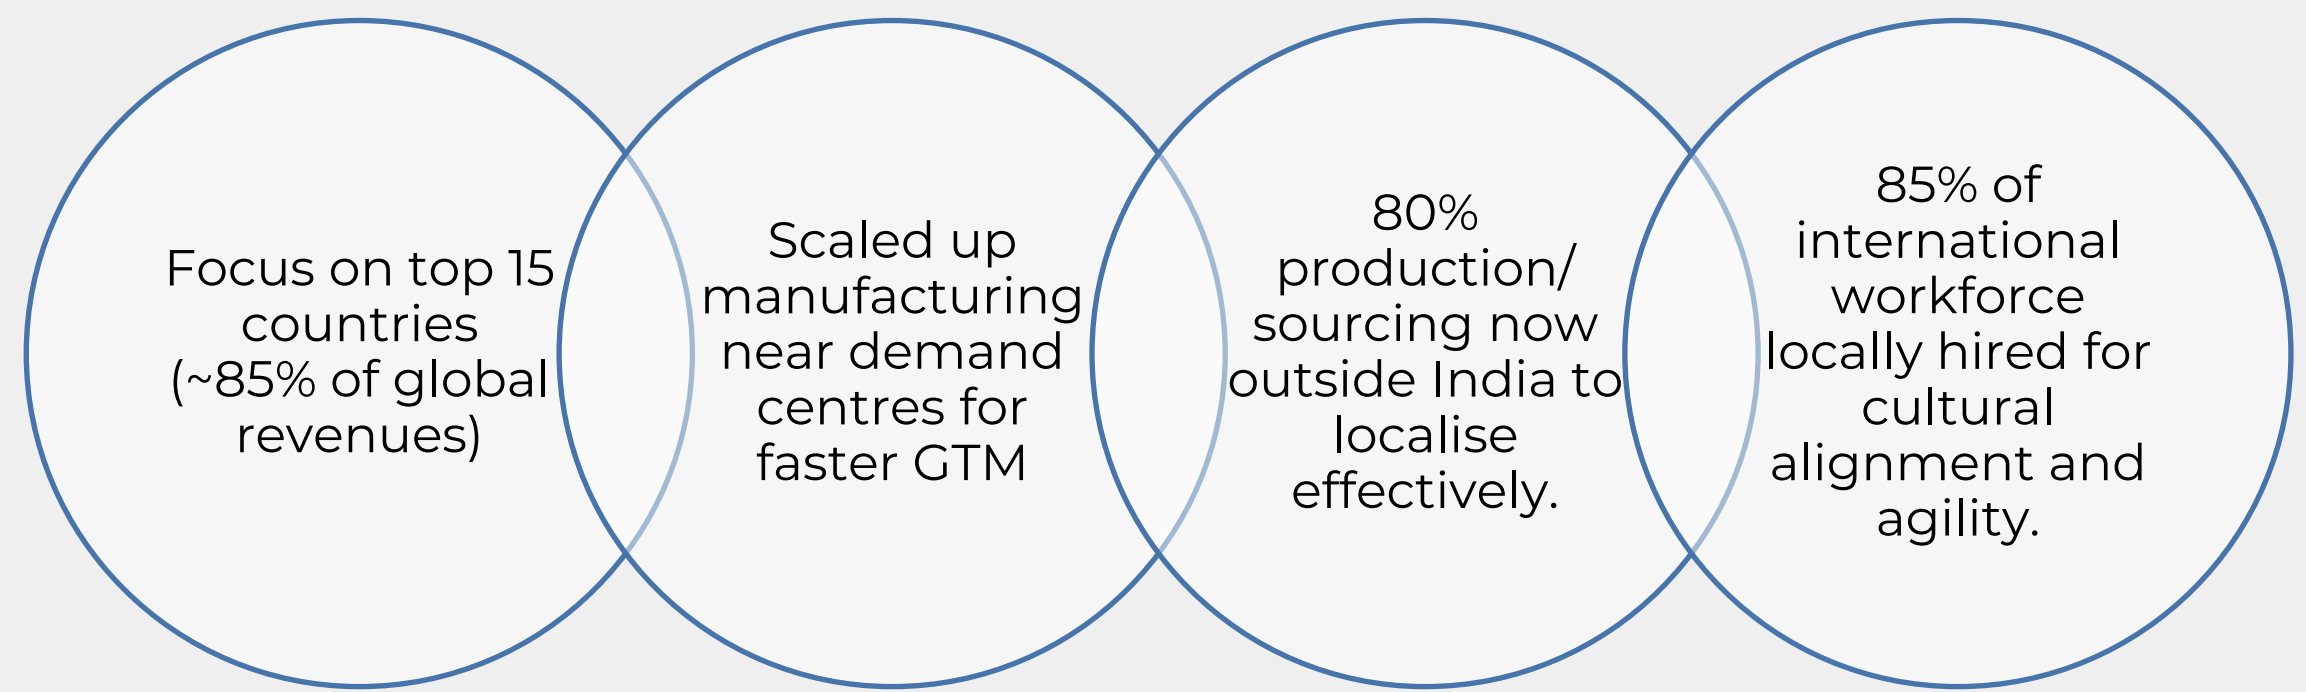 Focus on top 15
countries
(~85% of global
revenues)
Scaled up
manufacturing
near demand
centres for
faster GTM
80%
production/
sourcing now
outside India to
localise
effectively.
85% of
international
workforce
locally hired for
cultural
alignment and
agility.